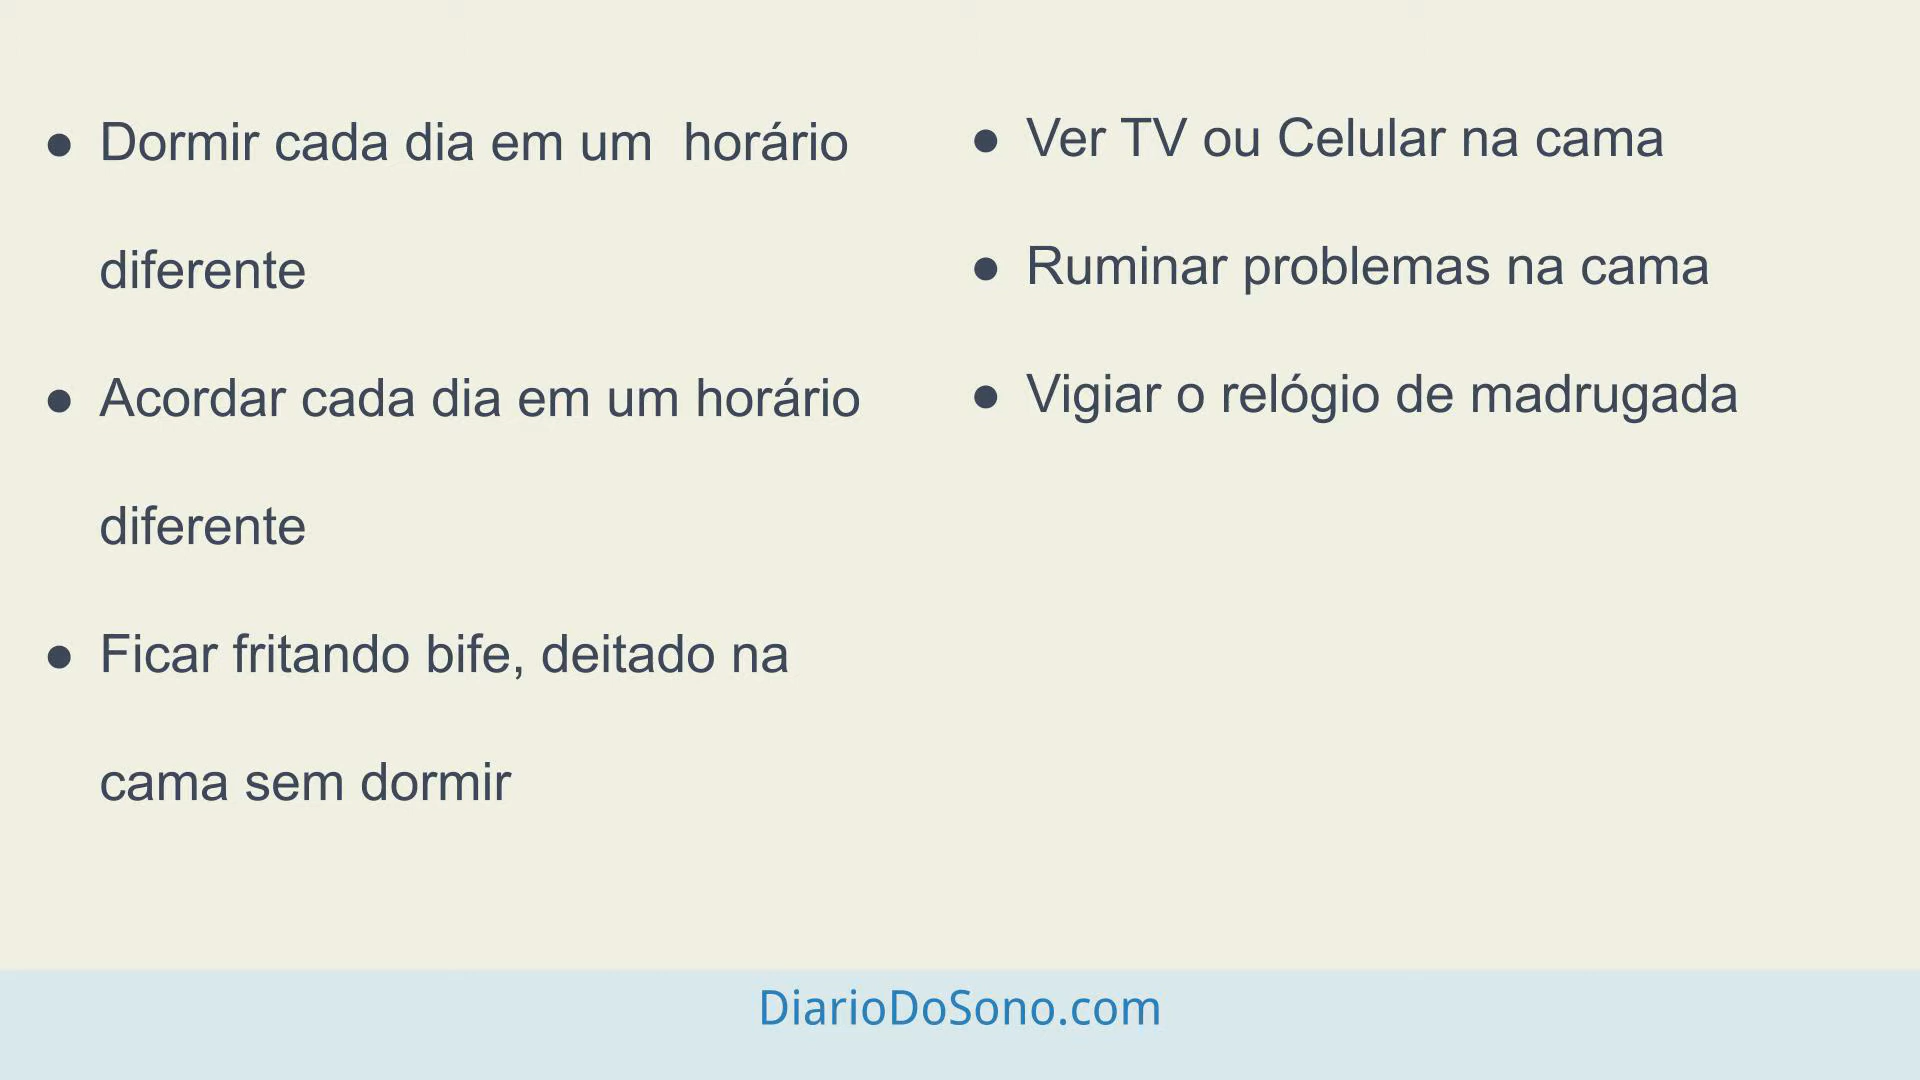 ● Dormir cada dia em um  horário
diferente
● Acordar cada dia em um horário
diferente
● Ficar fritando bife, deitado na
cama sem dormir
● Ver TV ou Celular na cama
● Ruminar problemas na cama
● Vigiar o relógio de madrugada
DiarioDoSono.com